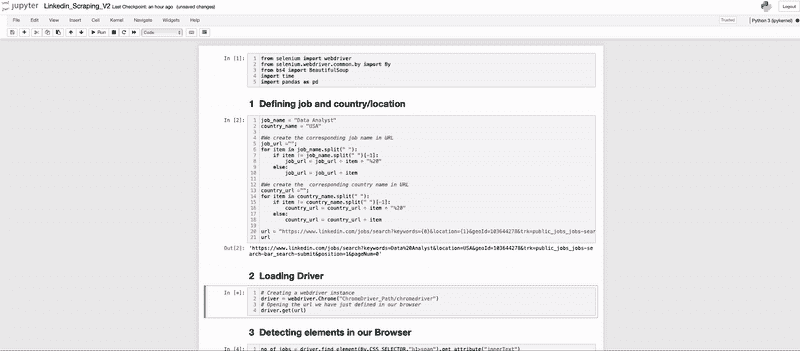 jupyter Linkedin_Scraping_V2 Last Checkpoint: an hour ago (unsaved changes) Logout
File Edit View Insert Cell Kernel Navigate Widgets Help Trusted Python 3 (ipykernel)
Run Code
In [1]: 1 from selenium import webdriver
2 from selenium.webdriver.common.by import By
3 from bs4 import BeautifulSoup
4 import time
5 import pandas as pd
1 Defining job and country/location
In [2]: 1 job_name = "Data Analyst"
2 country_name = "USA"
3
4 #We create the corresponding job name in URL
5 job_url ="";
6 for item in job_name.split(" "):
7 if item != job_name.split(" ")[-1]:
8 job_url = job_url + item + "%20"
9 else:
10 job_url = job_url + item
11
12 #We create the corresponding country name in URL
13 country_url ="";
14 for item in country_name.split(" "):
15 if item != country_name.split(" ")[-1]:
16 country_url = country_url + item + "%20"
17 else:
18 country_url = country_url + item
19
20 url = "https://www.linkedin.com/jobs/search?keywords={0}&location={1}&geoId=103644278&trk=public_jobs_jobs-sear
21 url
Out[2]: 'https://www.linkedin.com/jobs/search?keywords=Data%20Analyst&location=USA&geoId=103644278&trk=public_jobs_jobs-se
arch-bar_search-submit&position=1&pageNum=0'
2 Loading Driver
In [*]: 1 # Creating a webdriver instance
2 driver = webdriver.Chrome("ChromeDriver_Path/chromedriver")
3 # Opening the url we have just defined in our browser
4 driver.get(url)
3 Detecting elements in our Browser
In [4]: 1 no_of_jobs = driver.find_element(By.CSS_SELECTOR,"h1>span").get_attribute("innerText")